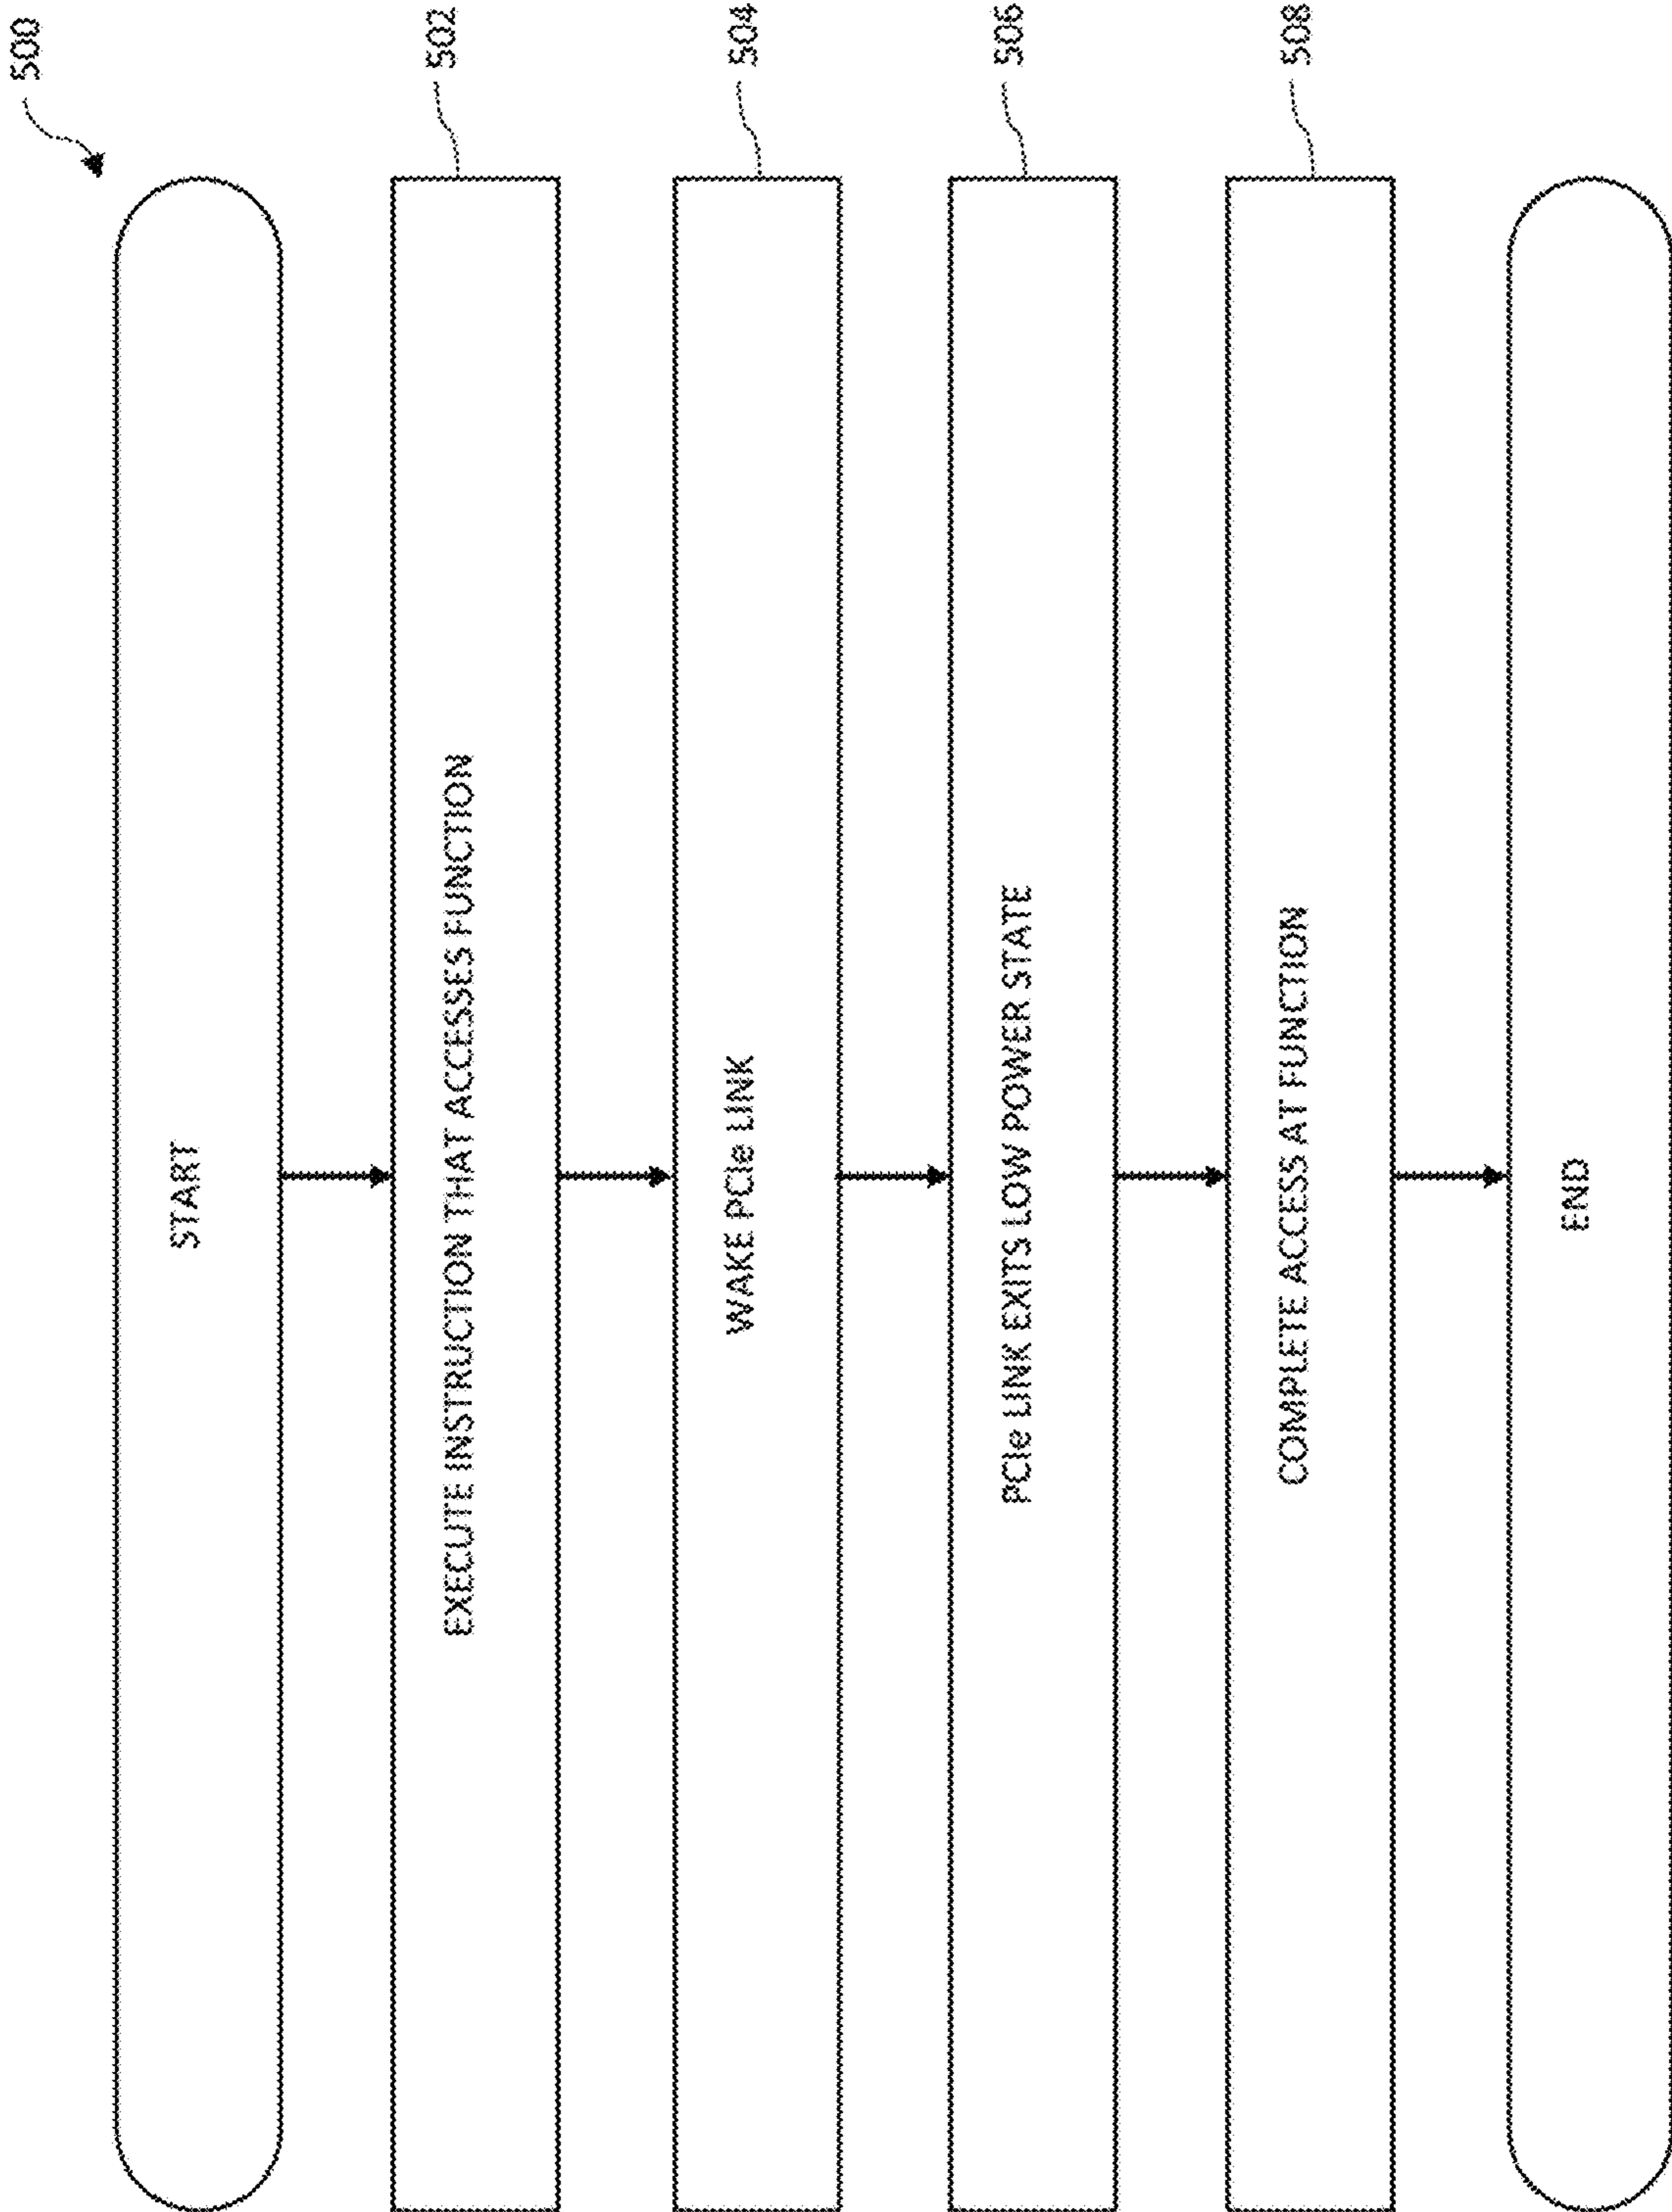 500
START
EXECUTE INSTRUCTION THAT ACCESSES FUNCTION
502
WAKE PCIe LINK
504
PCIe LINK EXITS LOW POWER STATE
506
COMPLETE ACCESS AT FUNCTION
508
END